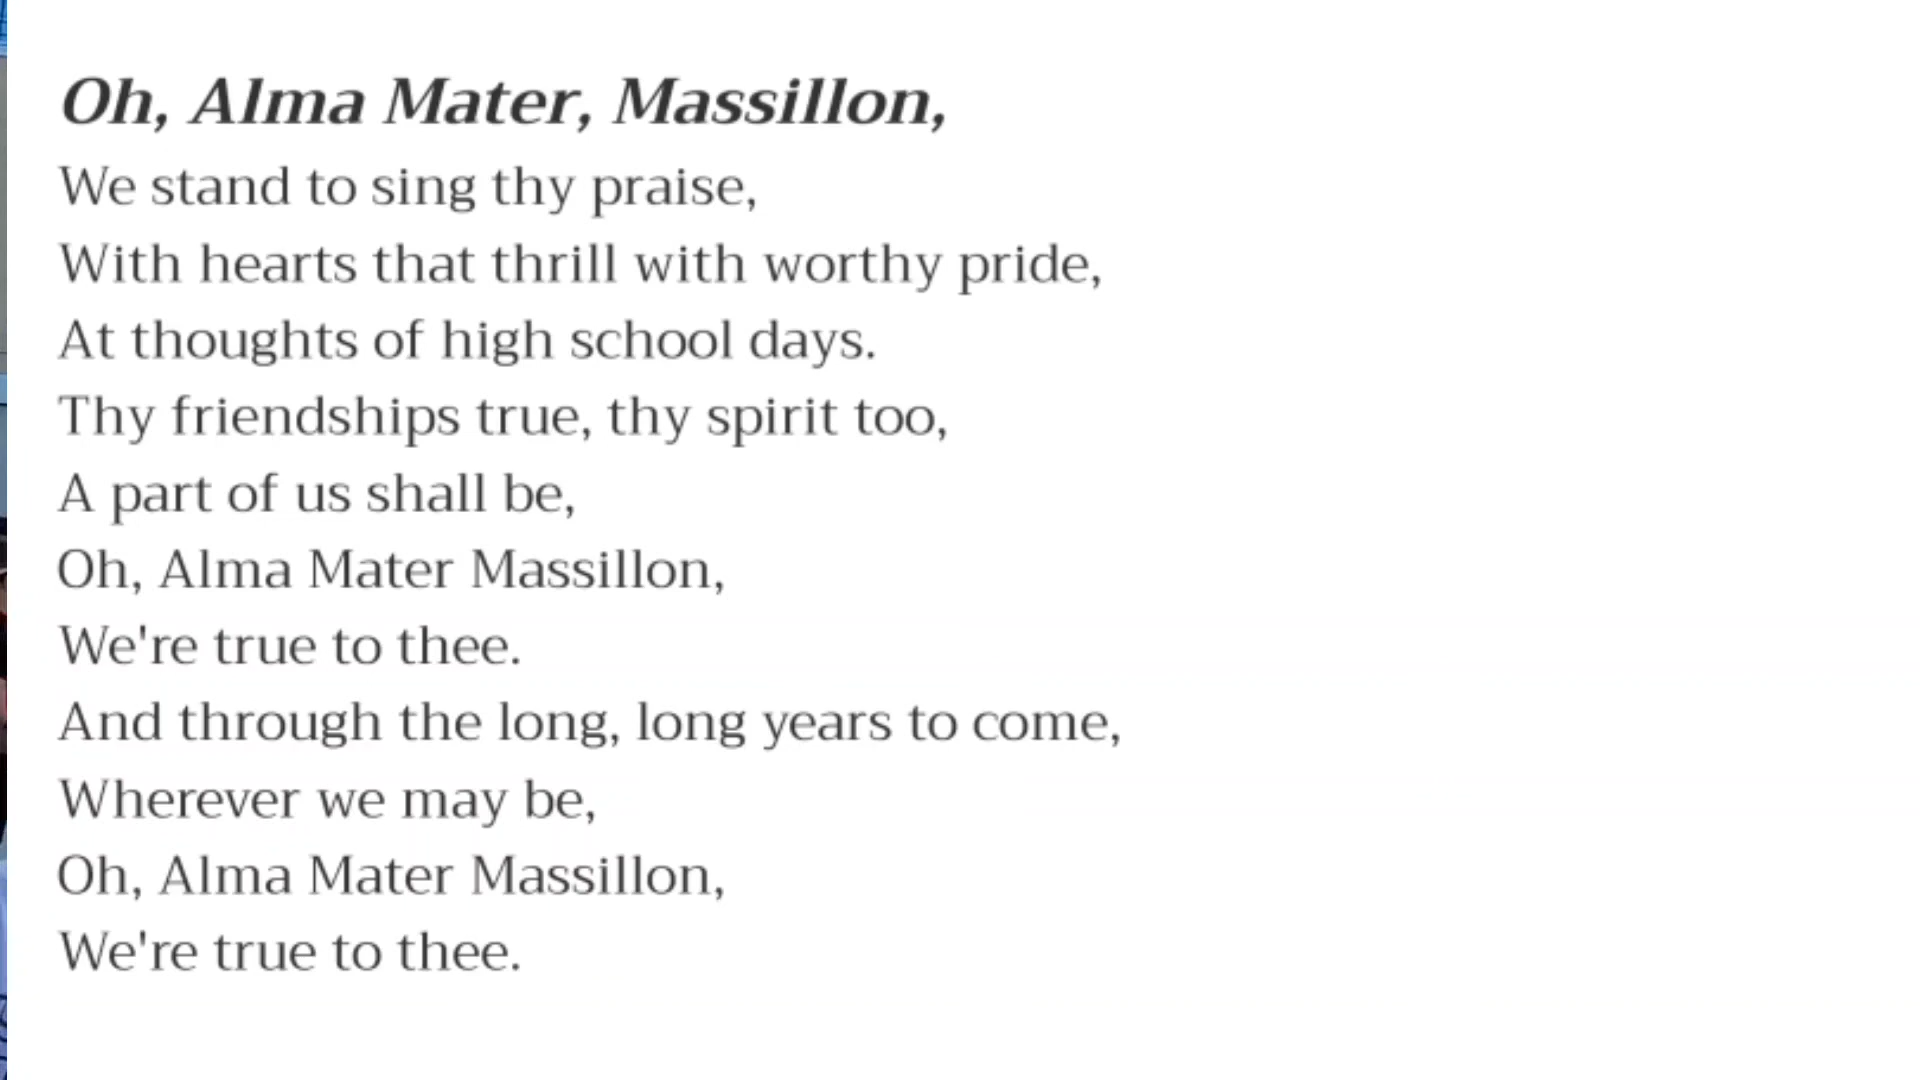 Oh, Alma Mater, Massillon,
We stand to sing thy praise,
With hearts that thrill with worthy pride,
At thoughts of high school days.
Thy friendships true, thy spirit too,
A part of us shall be,
Oh, Alma Mater Massillon,
We're true to thee.
And through the long, long years to come,
Wherever we may be,
Oh, Alma Mater Massillon,
We're true to thee.